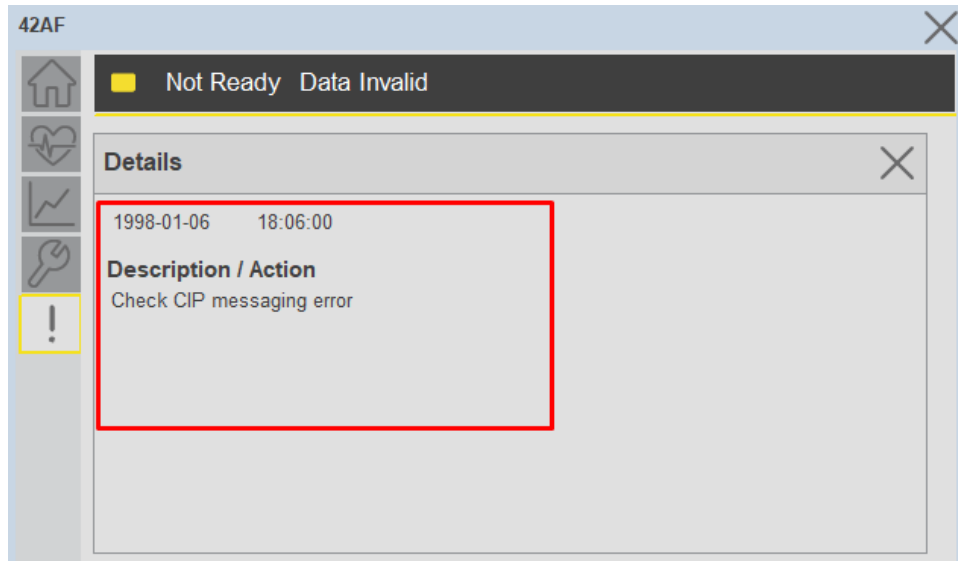 42AF
Not Ready Data Invalid
Details
1998-01-06 18:06:00
Description / Action
Check CIP messaging error